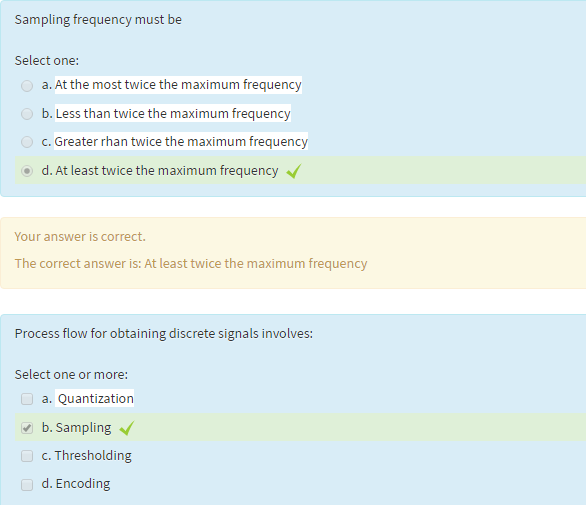 Sampling frequency must be
Select one:
a. At the most twice the maximum frequency
b. Less than twice the maximum frequency
c. Greater rhan twice the maximum frequency
d. At least twice the maximum frequency
Your answer is correct.
The correct answer is: At least twice the maximum frequency
Process flow for obtaining discrete signals involves:
Select one or more:
a. Quantization
b. Sampling
c. Thresholding
d. Encoding